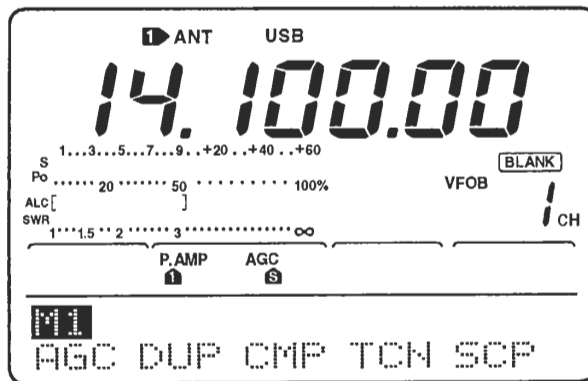 1 ANT USB
14.100.00
S 1...3...5...7...9..+20..+40..+60
BLANK
Po 20 50 100%
VFOB
1 CH
ALC [ ]
SWR 1 1.5 2 3 ∞
P.AMP AGC
1 S
M1
AGC DUP CMP TCN SCP